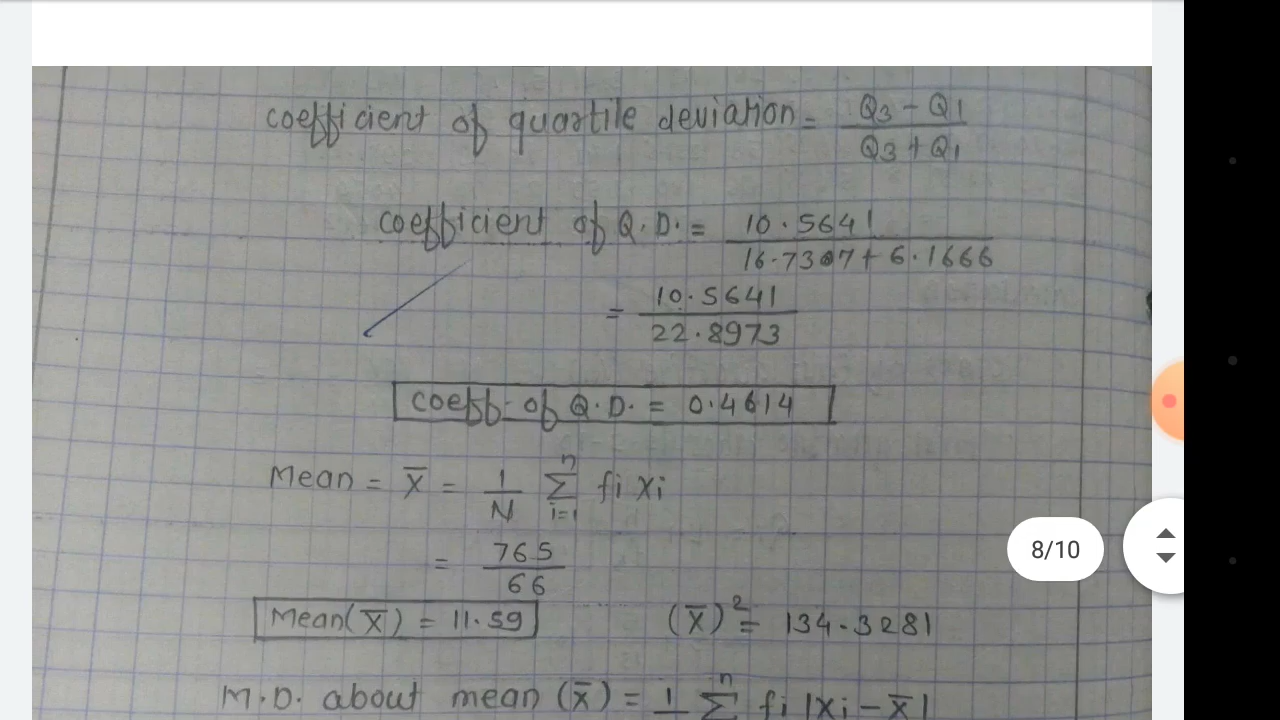 coefficient of quartile deviation = Q3 - Q1 / Q3 + Q1
coefficient of Q.D. = 10.5641 / 16.7307 + 6.1666
= 10.5641 / 22.8973
coeff. of Q.D. = 0.4614
Mean = x̄ = 1/N Σ i=1 n fi xi
= 765 / 66
Mean (x̄) = 11.59 (x̄)² = 134.3281
8/10
M.D. about mean (x̄) = 1 Σ n fi |xi - x̄|